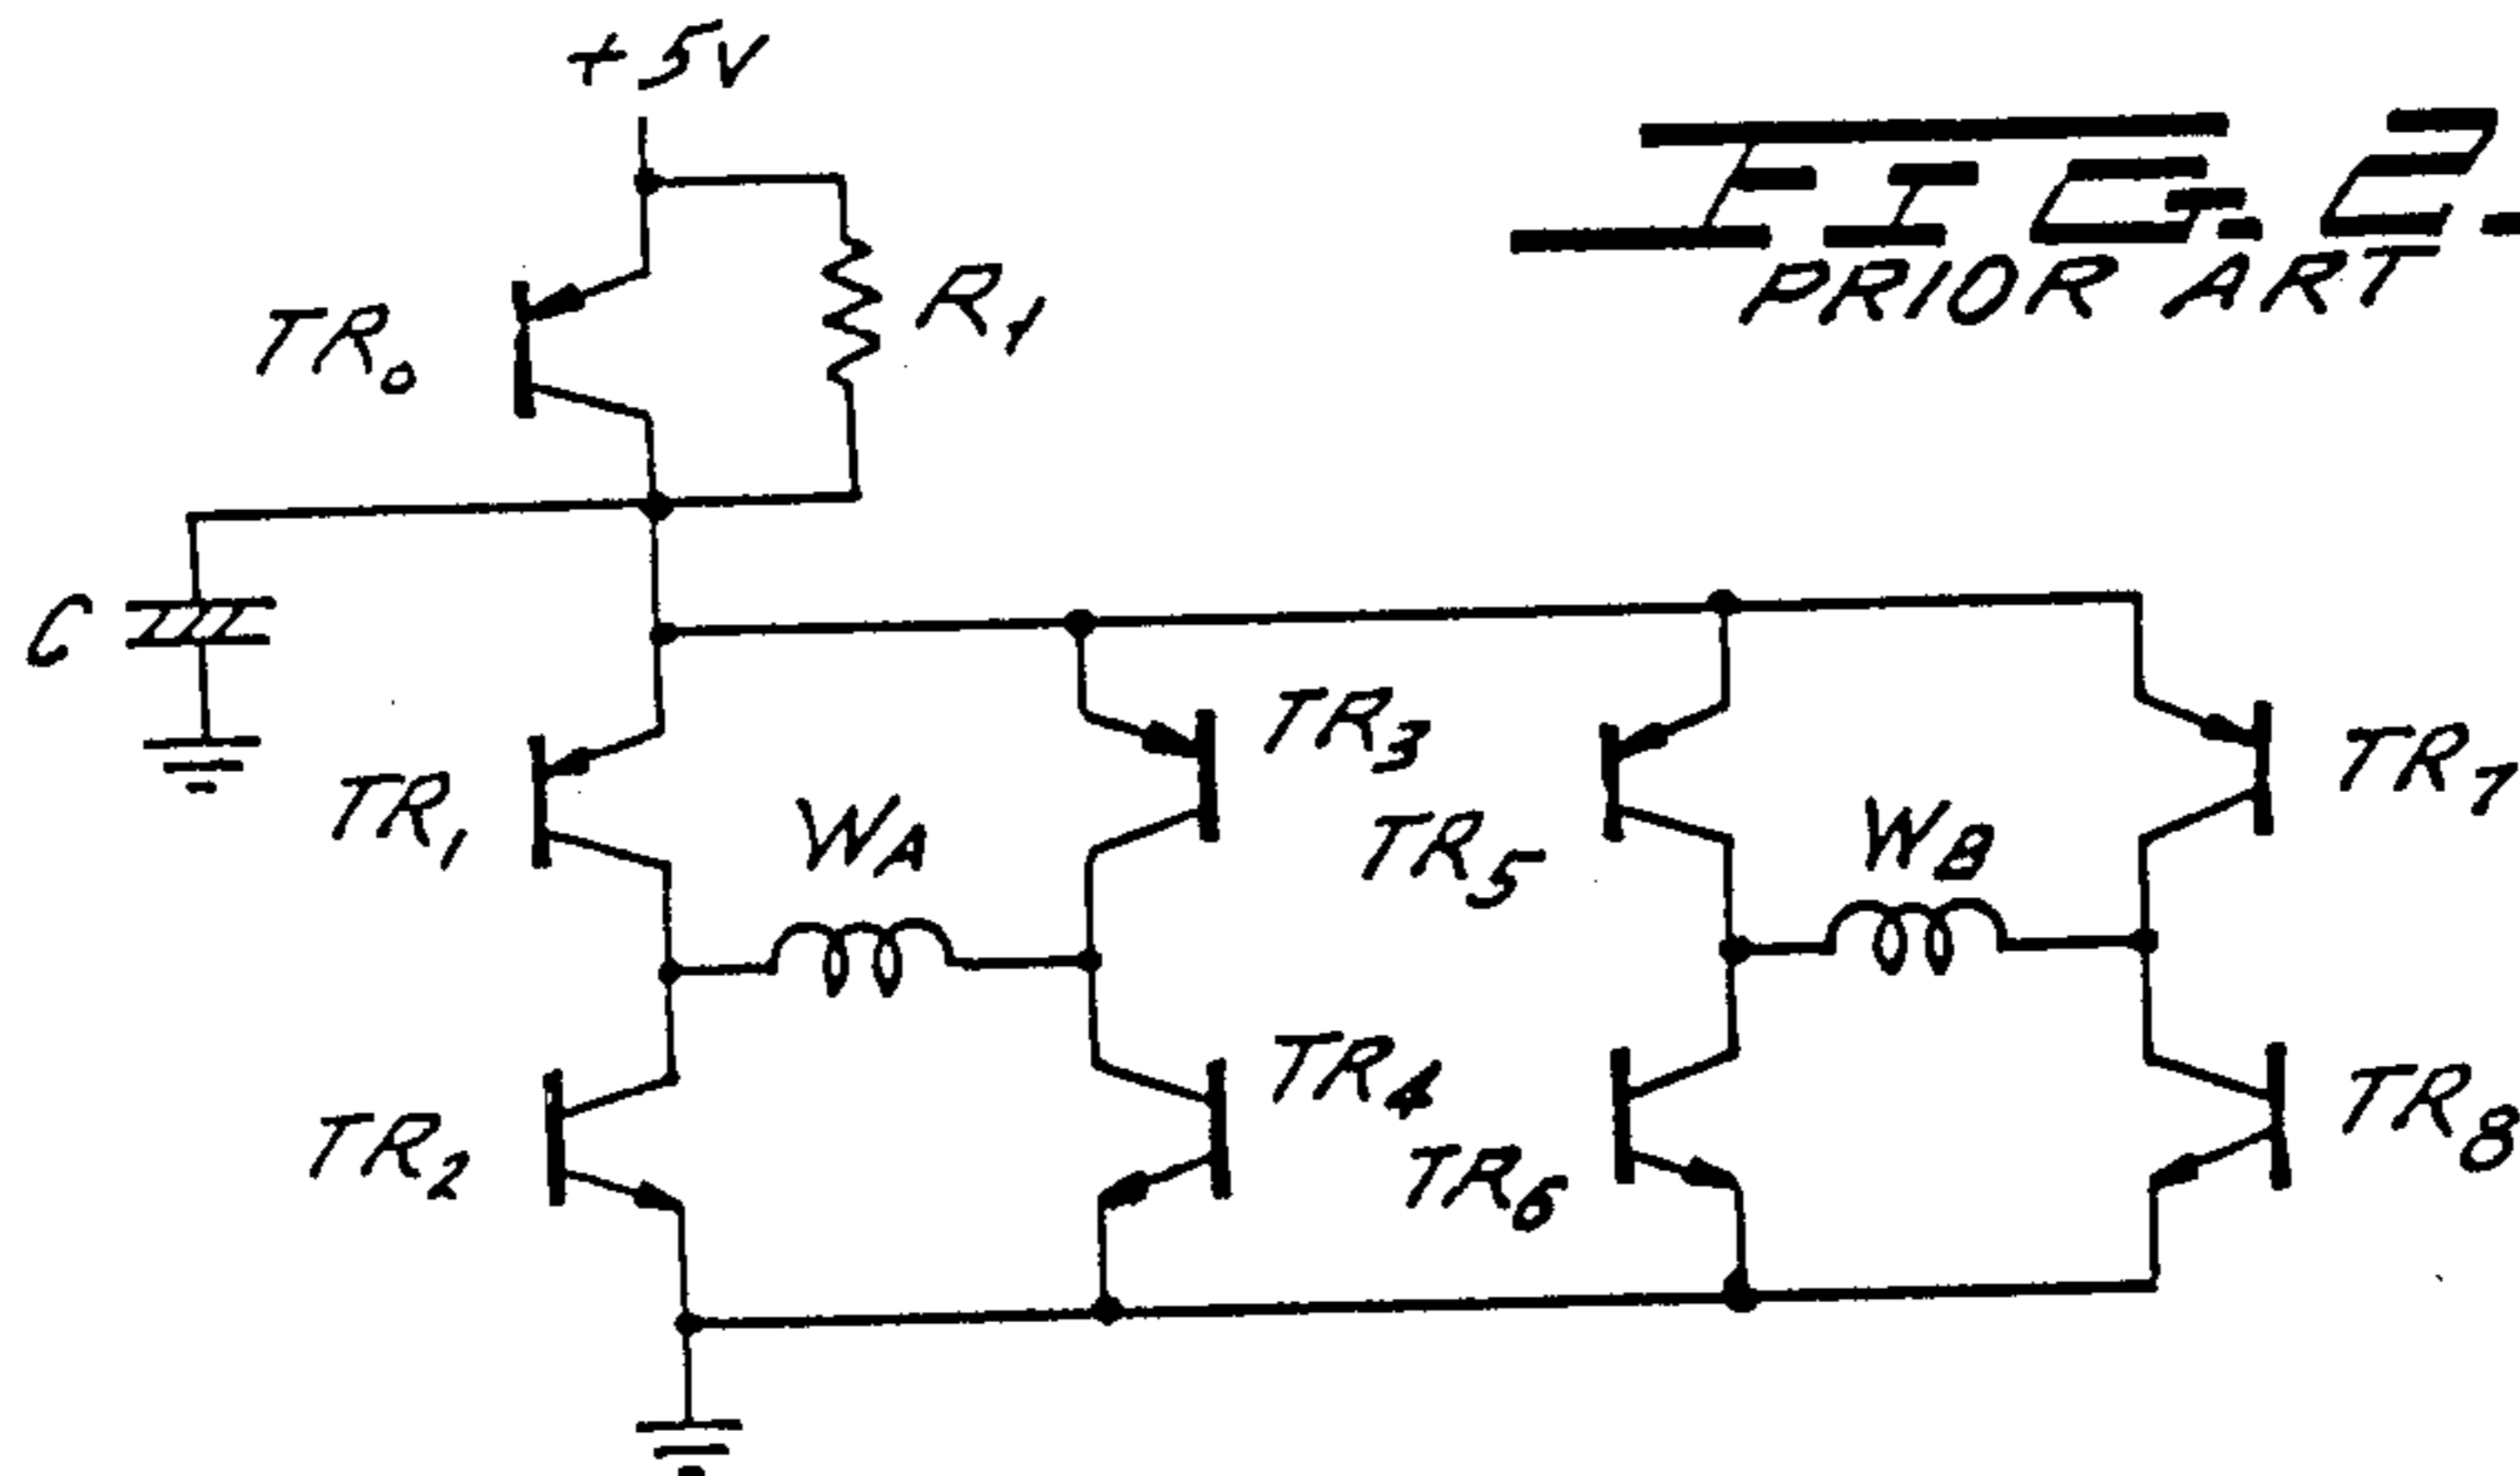 +5V
FIG. 2.
PRIOR ART
R1
TR0
C
TR3
TR7
TR1
WA
TR5
WB
TR4
TR2
TR6
TR8